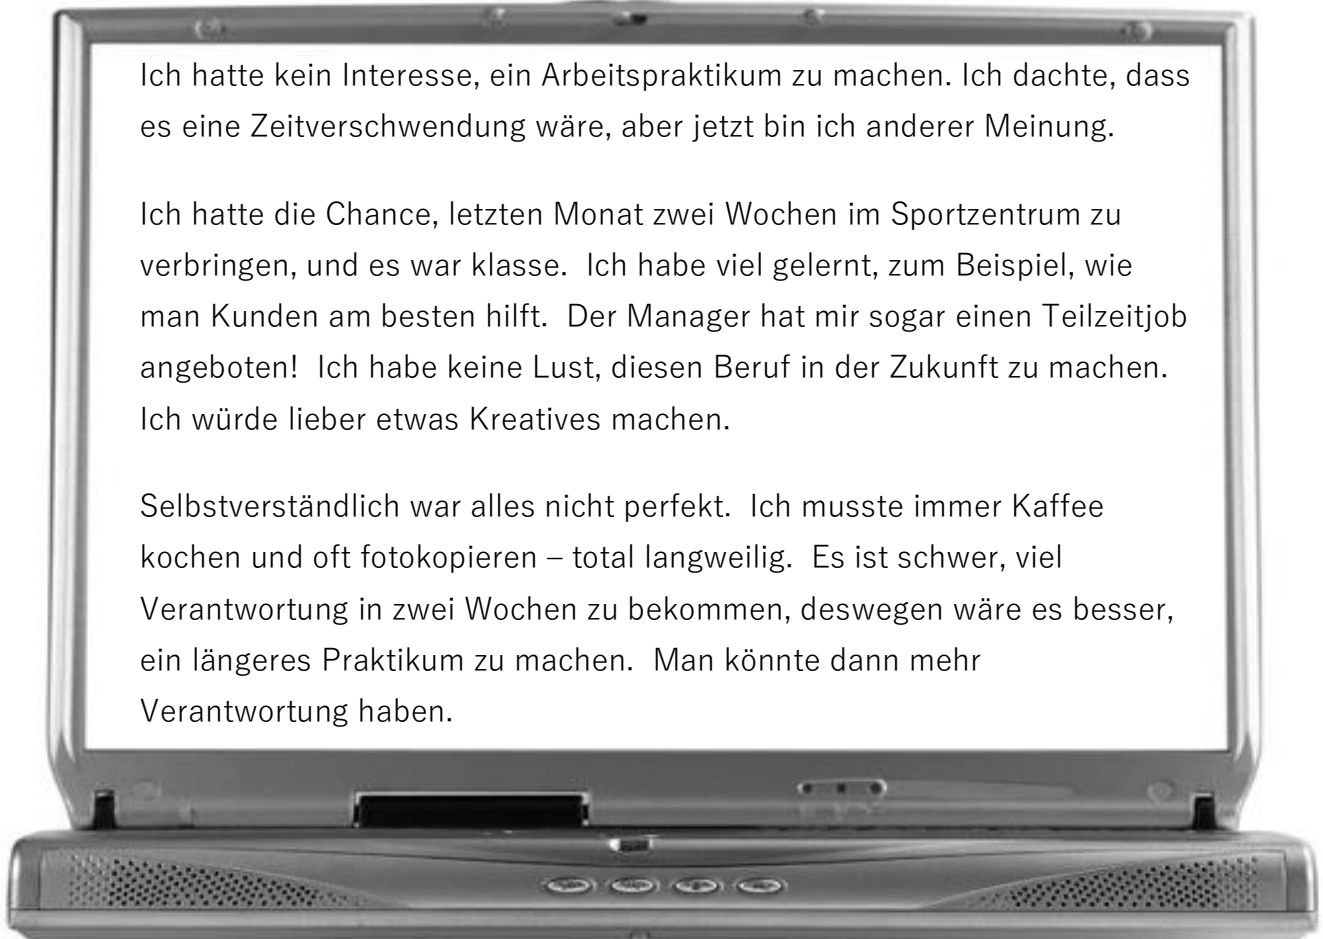 Ich hatte kein Interesse, ein Arbeitspraktikum zu machen. Ich dachte, dass
es eine Zeitverschwendung wäre, aber jetzt bin ich anderer Meinung.
Ich hatte die Chance, letzten Monat zwei Wochen im Sportzentrum zu
verbringen, und es war klasse.  Ich habe viel gelernt, zum Beispiel, wie
man Kunden am besten hilft.  Der Manager hat mir sogar einen Teilzeitjob
angeboten!  Ich habe keine Lust, diesen Beruf in der Zukunft zu machen.
Ich würde lieber etwas Kreatives machen.
Selbstverständlich war alles nicht perfekt.  Ich musste immer Kaffee
kochen und oft fotokopieren – total langweilig.  Es ist schwer, viel
Verantwortung in zwei Wochen zu bekommen, deswegen wäre es besser,
ein längeres Praktikum zu machen.  Man könnte dann mehr
Verantwortung haben.